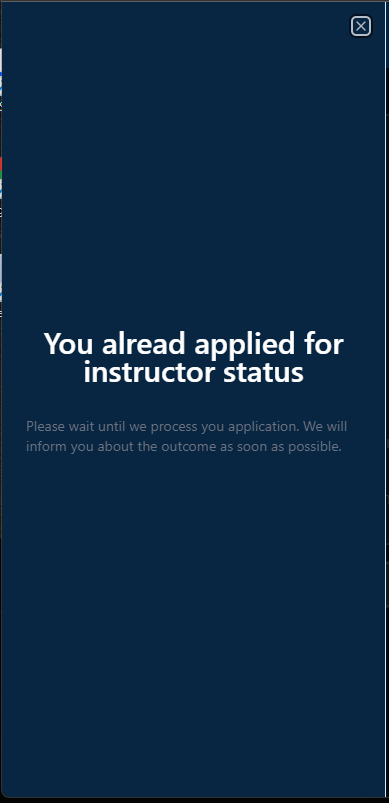 You alread applied for
instructor status
Please wait until we process you application. We will
inform you about the outcome as soon as possible.